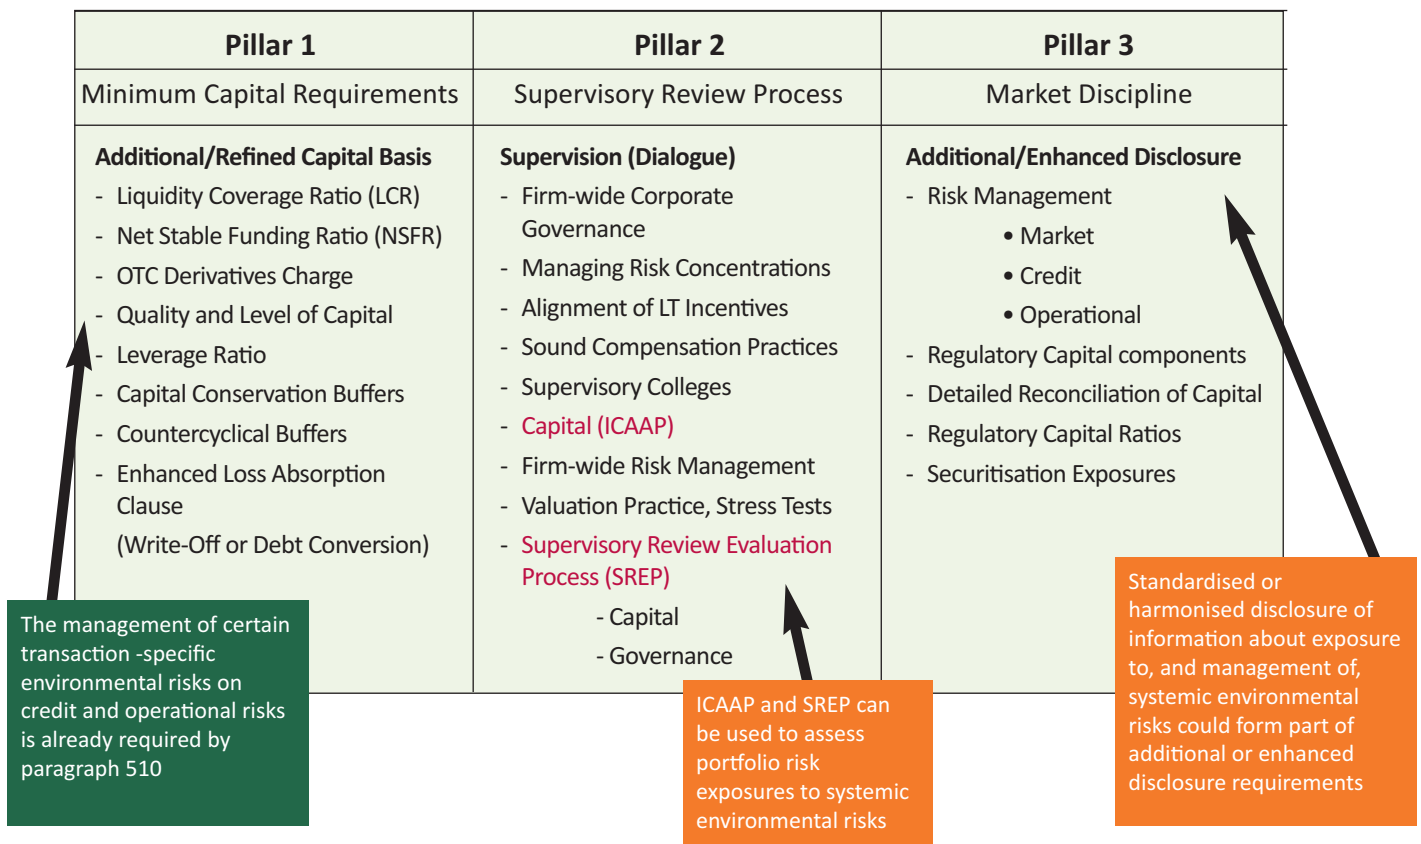 Pillar 1
Minimum Capital Requirements
Additional/Refined Capital Basis
- Liquidity Coverage Ratio (LCR)
- Net Stable Funding Ratio (NSFR)
- OTC Derivatives Charge
- Quality and Level of Capital
- Leverage Ratio
- Capital Conservation Buffers
- Countercyclical Buffers
- Enhanced Loss Absorption
Clause
(Write-Off or Debt Conversion)
The management of certain
transaction -specific
environmental risks on
credit and operational risks
is already required by
paragraph 510
Pillar 2
Supervisory Review Process
Supervision (Dialogue)
- Firm-wide Corporate
Governance
- Managing Risk Concentrations
- Alignment of LT Incentives
- Sound Compensation Practices
- Supervisory Colleges
- Capital (ICAAP)
- Firm-wide Risk Management
- Valuation Practice, Stress Tests
- Supervisory Review Evaluation
Process (SREP)
- Capital
- Governance
ICAAP and SREP can
be used to assess
portfolio risk
exposures to systemic
environmental risks
Pillar 3
Market Discipline
Additional/Enhanced Disclosure
- Risk Management
• Market
• Credit
• Operational
- Regulatory Capital components
- Detailed Reconciliation of Capital
- Regulatory Capital Ratios
- Securitisation Exposures
Standardised or
harmonised disclosure of
information about exposure
to, and management of,
systemic environmental
risks could form part of
additional or enhanced
disclosure requirements